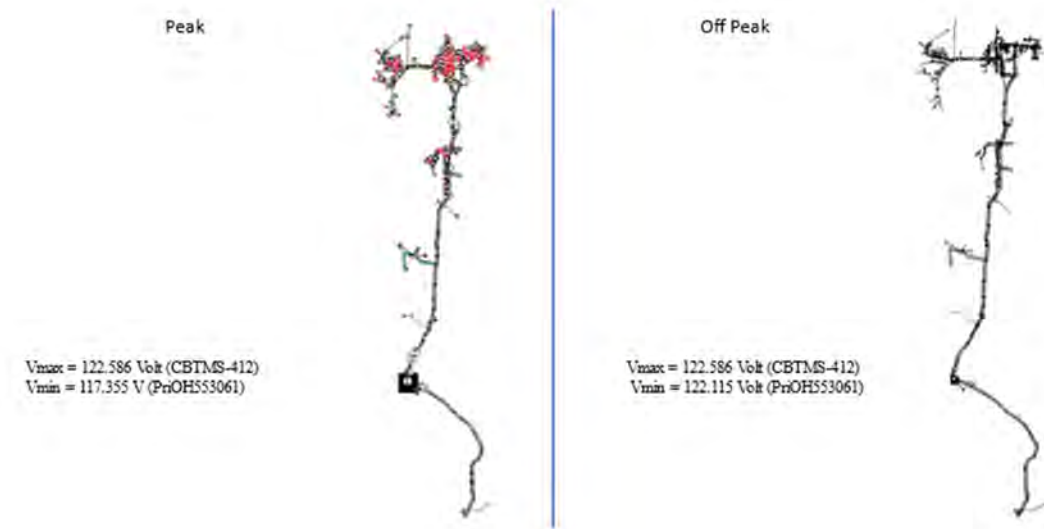 Peak
Off Peak
Vmax = 122.586 Volt (CBTMS-412)
Vmin = 117.355 V (PriOH553061)
Vmax = 122.586 Volt (CBTMS-412)
Vmin = 122.115 Volt (PriOH553061)